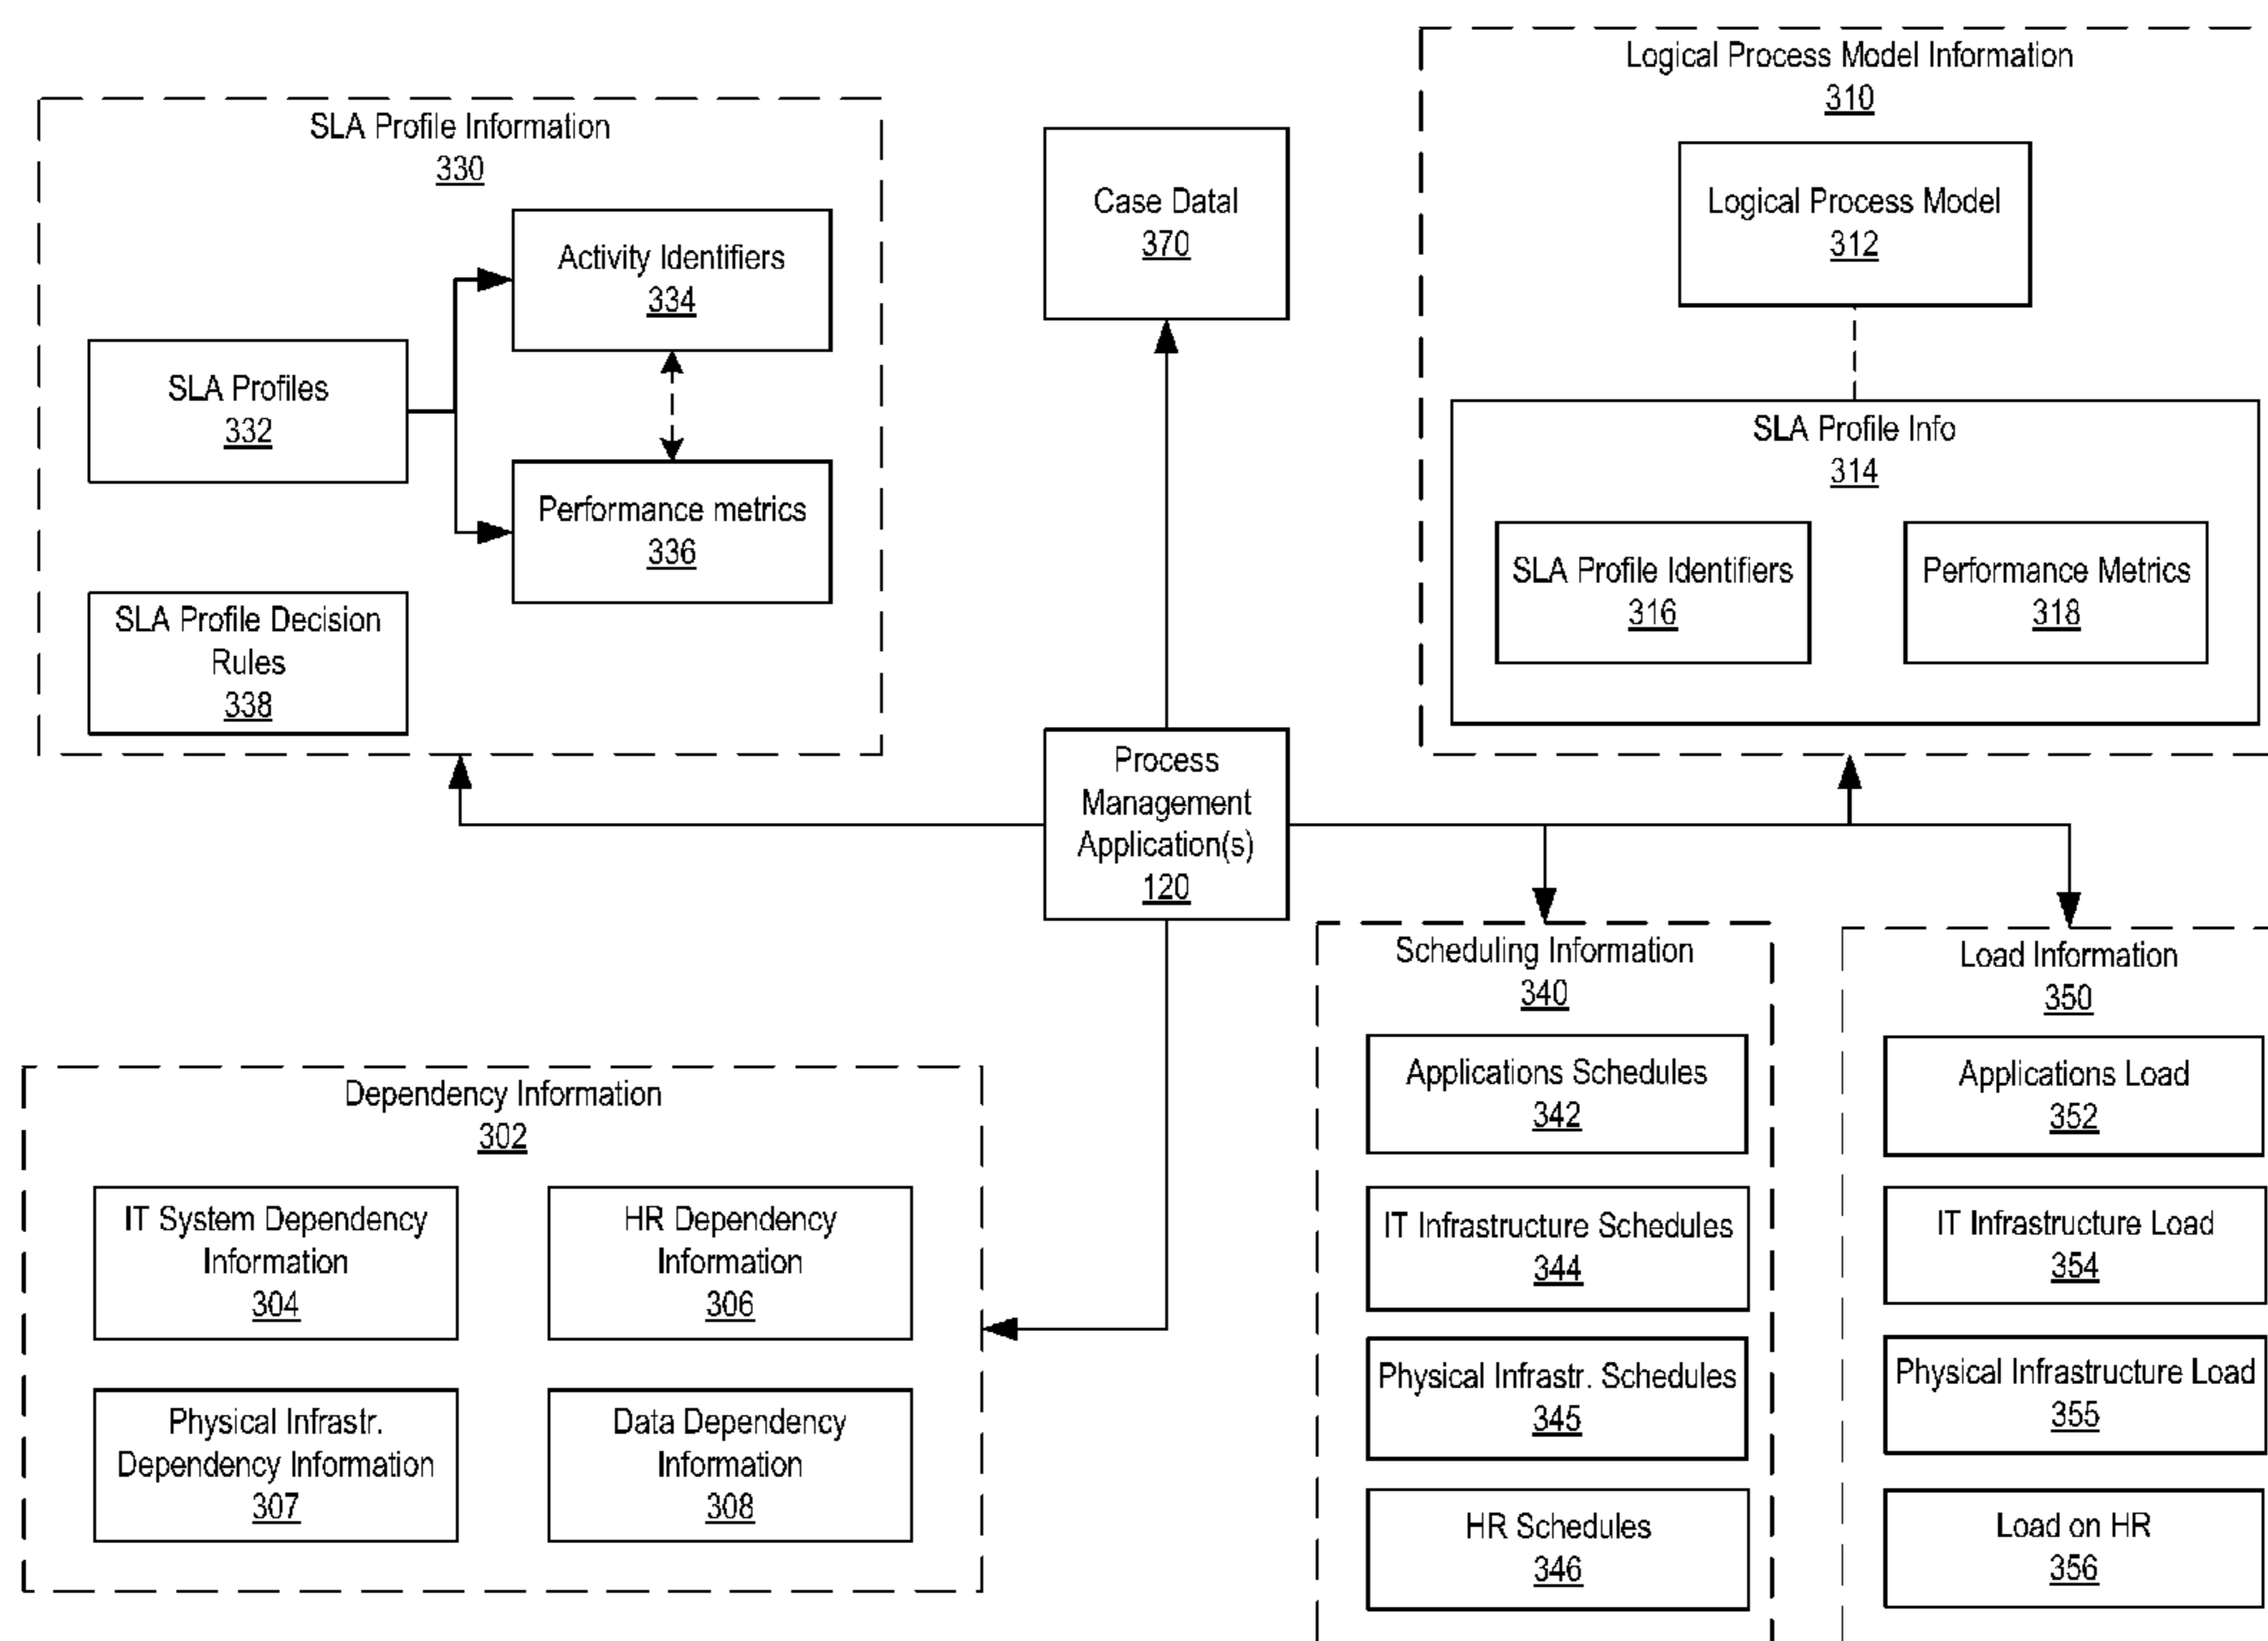 Logical Process Model Information
310
Logical Process Model
312
SLA Profile Info
314
SLA Profile Identifiers
316
Performance Metrics
318
SLA Profile Information
330
Activity Identifiers
334
SLA Profiles
332
Performance metrics
336
SLA Profile Decision
Rules
338
Case Datal
370
Process
Management
Application(s)
120
Dependency Information
302
IT System Dependency
Information
304
HR Dependency
Information
306
Physical Infrastr.
Dependency Information
307
Data Dependency
Information
308
Scheduling Information
340
Applications Schedules
342
IT Infrastructure Schedules
344
Physical Infrastr. Schedules
345
HR Schedules
346
Load Information
350
Applications Load
352
IT Infrastructure Load
354
Physical Infrastructure Load
355
Load on HR
356